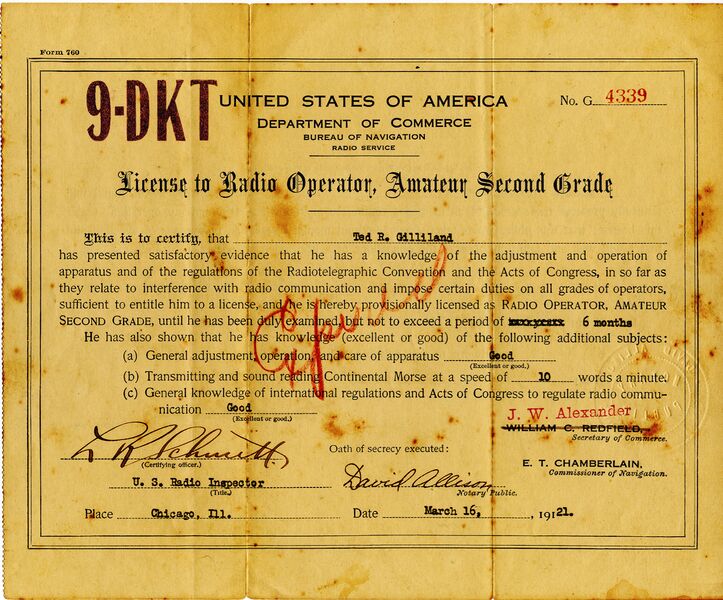 Form 760
9-DKT
UNITED STATES OF AMERICA
No. G 4339
DEPARTMENT OF COMMERCE
BUREAU OF NAVIGATION
RADIO SERVICE
License to Radio Operator, Amateur Second Grade
This is to certify, that Ted R. Gilliland
has presented satisfactory evidence that he has a knowledge of the adjustment and operation of
apparatus and of the regulations of the Radiotelegraphic Convention and the Acts of Congress, in so far as
they relate to interference with radio communication and impose certain duties on all grades of operators,
sufficient to entitle him to a license, and he is hereby provisionally licensed as RADIO OPERATOR, AMATEUR
SECOND GRADE, until he has been duly examined, but not to exceed a period of 6 months
He has also shown that he has knowledge (excellent or good) of the following additional subjects:
(a) General adjustment, operation, and care of apparatus Good
(Excellent or good.)
(b) Transmitting and sound reading Continental Morse at a speed of 10 words a minute.
(c) General knowledge of international regulations and Acts of Congress to regulate radio commu-
nication Good
(Excellent or good.)
Expired
J. W. Alexander
WILLIAM C. REDFIELD,
Secretary of Commerce.
L R Schmitt
(Certifying officer.)
Oath of secrecy executed:
E. T. CHAMBERLAIN,
Commissioner of Navigation.
U. S. Radio Inspector
(Title.)
David Allison
Notary Public.
Place Chicago, Ill.
Date March 16, 1921.